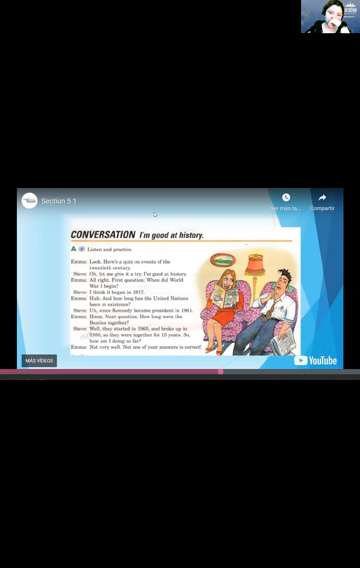 Section 5 1
Ver más ta...
Compartir
CONVERSATION I'm good at history.
A Listen and practice.
Emma: Look. Here's a quiz on events of the
twentieth century.
Steve: Oh, let me give it a try. I'm good at history.
Emma: All right. First question: When did World
War I begin?
Steve: I think it began in 1917.
Emma: Huh. And how long has the United Nations
been in existence?
Steve: Uh, since Kennedy became president in 1961.
Emma: Hmm. Next question: How long were the
Beatles together?
Steve: Well, they started in 1965, and broke up in
1980, so they were together for 15 years. So,
how am I doing so far?
Emma: Not very well. Not one of your answers is correct!
MÁS VÍDEOS
YouTube